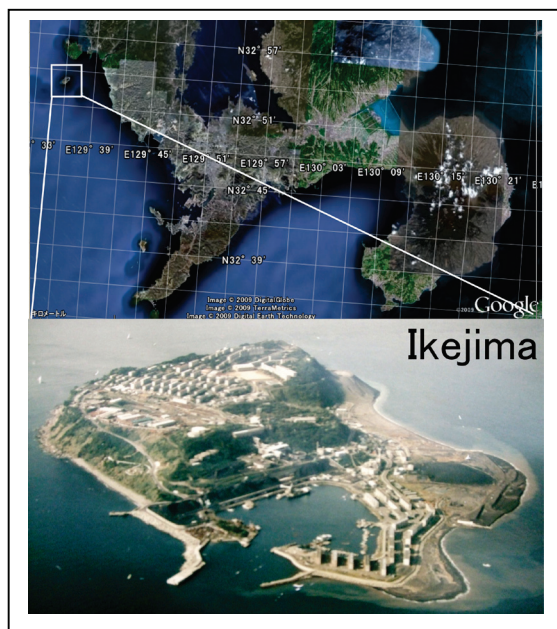 N32° 57′
N32° 51′
E129° 39′
E129° 45′
E129° 51′
E129° 57′
E130° 03′
E130° 09′
E130° 15′
E130° 21′
N32° 45′
N32° 39′
Image © 2009 DigitalGlobe
Image © 2009 TerraMetrics
Image © 2009 Digital Earth Technology
©2009 Google
Ikejima